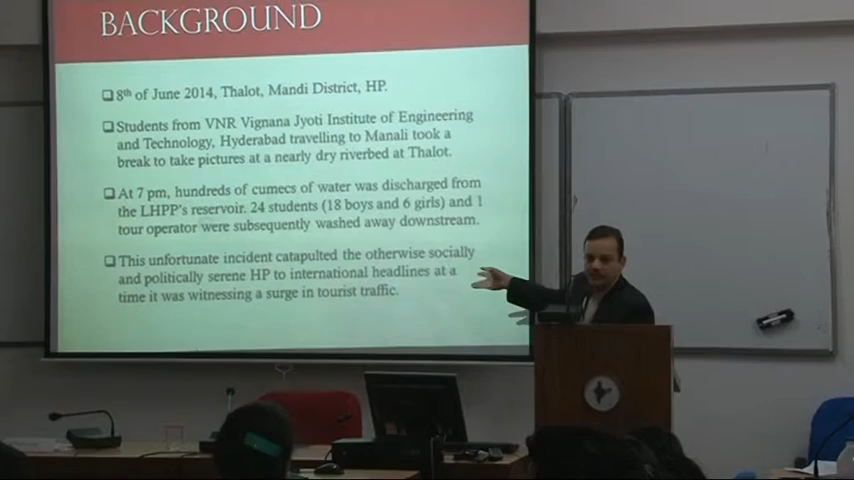 BACKGROUND
8th of June 2014, Thalot, Mandi District, HP.
Students from VNR Vignana Jyoti Institute of Engineering
and Technology, Hyderabad travelling to Manali took a
break to take pictures at a nearly dry riverbed at Thalot.
At 7 pm, hundreds of cumecs of water was discharged from
the LHPP's reservoir. 24 students (18 boys and 6 girls) and 1
tour operator were subsequently washed away downstream.
This unfortunate incident catapulted the otherwise socially
and politically serene HP to international headlines at a
time it was witnessing a surge in tourist traffic.